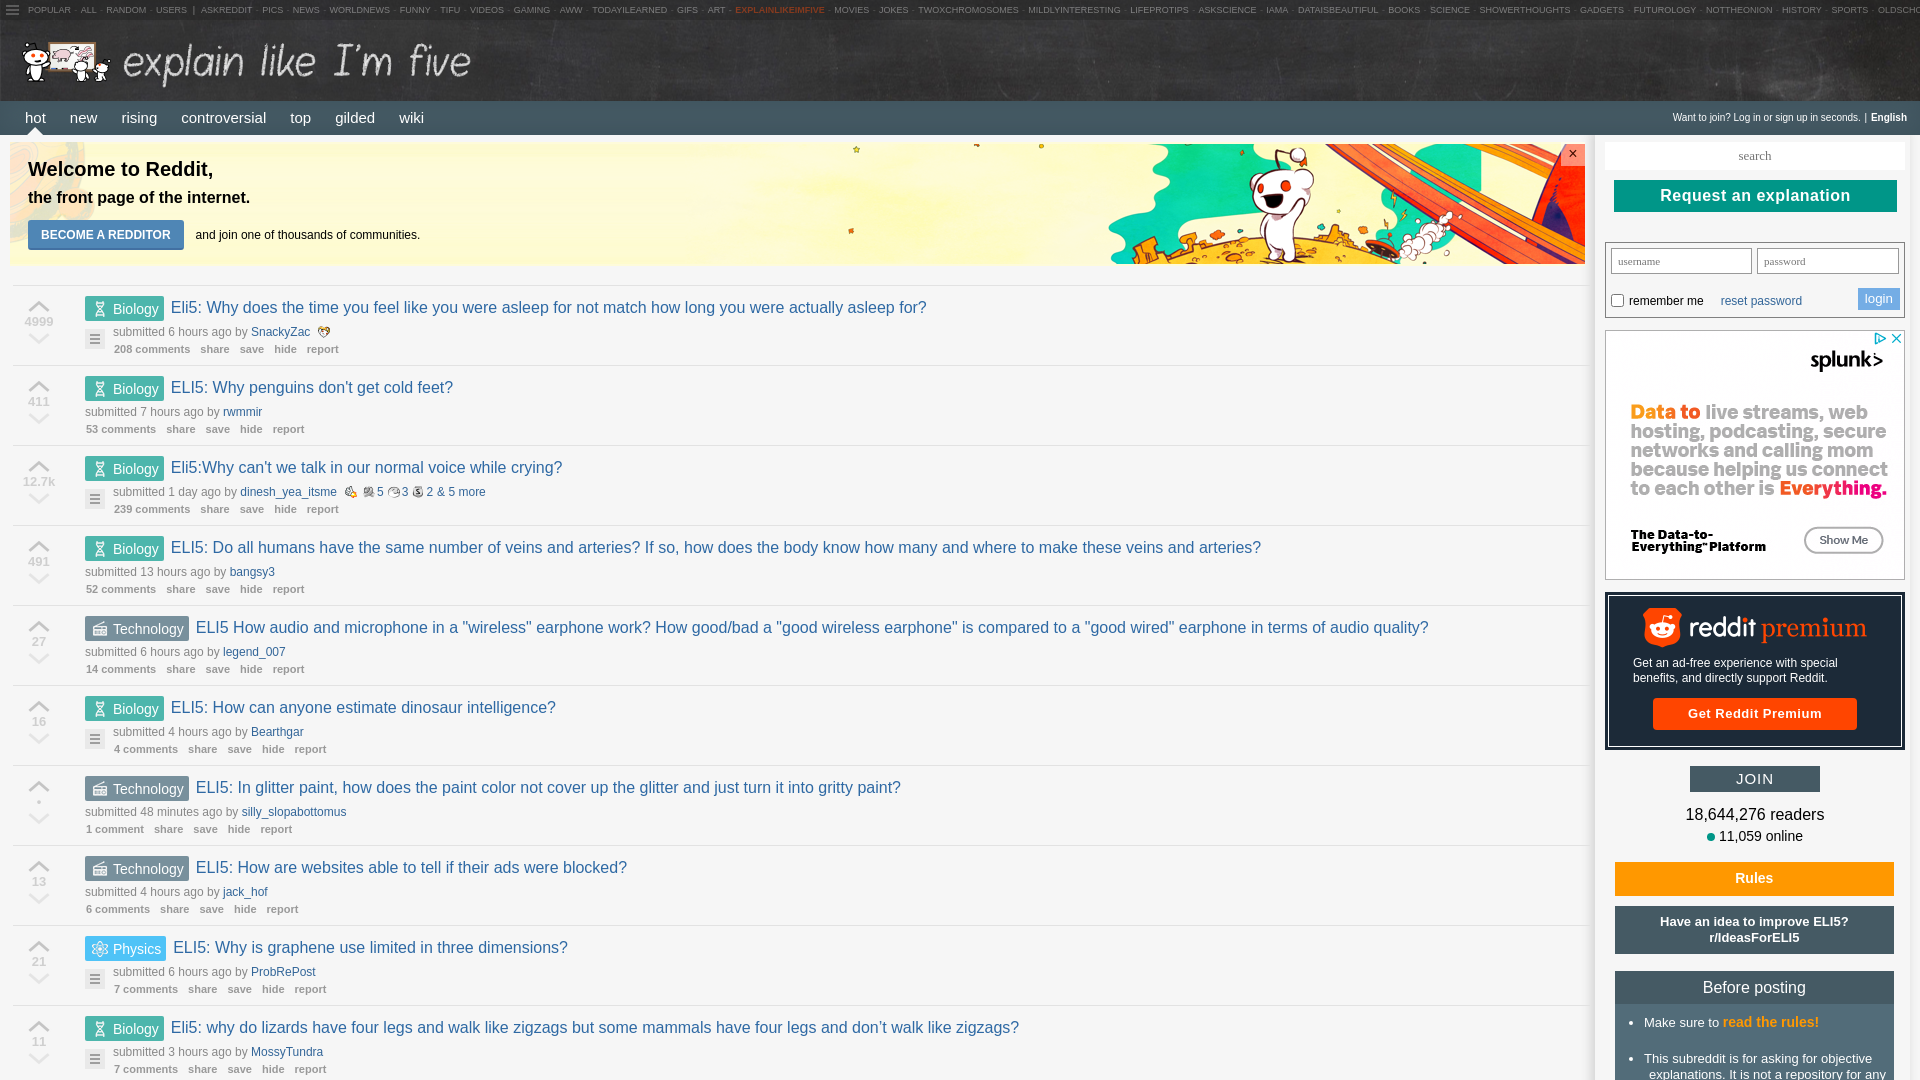 POPULAR - ALL - RANDOM - USERS | ASKREDDIT - PICS - NEWS - WORLDNEWS - FUNNY - TIFU - VIDEOS - GAMING - AWW - TODAYILEARNED - GIFS - ART - EXPLAINLIKEIMFIVE - MOVIES - JOKES - TWOXCHROMOSOMES - MILDLYINTERESTING - LIFEPROTIPS - ASKSCIENCE - IAMA - DATAISBEAUTIFUL - BOOKS - SCIENCE - SHOWERTHOUGHTS - GADGETS - FUTUROLOGY - NOTTHEONION - HISTORY - SPORTS - OLDSCHO
explain like I'm five
hot new rising controversial top gilded wiki
Want to join? Log in or sign up in seconds. | English
Welcome to Reddit,
the front page of the internet.
BECOME A REDDITOR and join one of thousands of communities.
4999
Biology Eli5: Why does the time you feel like you were asleep for not match how long you were actually asleep for?
submitted 6 hours ago by SnackyZac
208 comments share save hide report
411
Biology ELI5: Why penguins don't get cold feet?
submitted 7 hours ago by rwmmir
53 comments share save hide report
12.7k
Biology Eli5:Why can't we talk in our normal voice while crying?
submitted 1 day ago by dinesh_yea_itsme 5 3 2 & 5 more
239 comments share save hide report
491
Biology ELI5: Do all humans have the same number of veins and arteries? If so, how does the body know how many and where to make these veins and arteries?
submitted 13 hours ago by bangsy3
52 comments share save hide report
27
Technology ELI5 How audio and microphone in a "wireless" earphone work? How good/bad a "good wireless earphone" is compared to a "good wired" earphone in terms of audio quality?
submitted 6 hours ago by legend_007
14 comments share save hide report
16
Biology ELI5: How can anyone estimate dinosaur intelligence?
submitted 4 hours ago by Bearthgar
4 comments share save hide report
•
Technology ELI5: In glitter paint, how does the paint color not cover up the glitter and just turn it into gritty paint?
submitted 48 minutes ago by silly_slopabottomus
1 comment share save hide report
13
Technology ELI5: How are websites able to tell if their ads were blocked?
submitted 4 hours ago by jack_hof
6 comments share save hide report
21
Physics ELI5: Why is graphene use limited in three dimensions?
submitted 6 hours ago by ProbRePost
7 comments share save hide report
11
Biology Eli5: why do lizards have four legs and walk like zigzags but some mammals have four legs and don’t walk like zigzags?
submitted 3 hours ago by MossyTundra
7 comments share save hide report
search
Request an explanation
username password
remember me reset password login
splunk>
Data to live streams, web
hosting, podcasting, secure
networks and calling mom
because helping us connect
to each other is Everything.
The Data-to-
Everything™ Platform
Show Me
reddit premium
Get an ad-free experience with special
benefits, and directly support Reddit.
Get Reddit Premium
JOIN
18,644,276 readers
11,059 online
Rules
Have an idea to improve ELI5?
r/IdeasForELI5
Before posting
• Make sure to read the rules!
• This subreddit is for asking for objective
explanations. It is not a repository for any